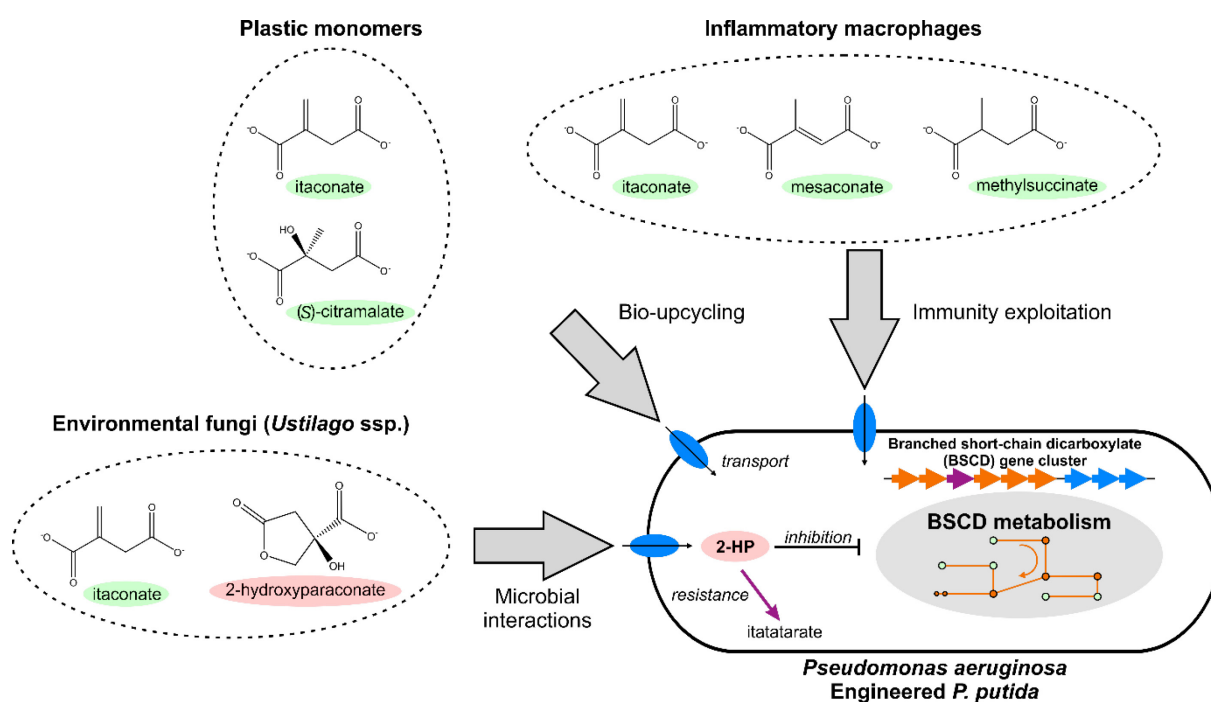 Plastic monomers
⁻O
O
O
O⁻
itaconate
HO
⁻O
O
O
O⁻
(S)-citramalate
Inflammatory macrophages
⁻O
O
O
O⁻
itaconate
⁻O
O
O
O⁻
mesaconate
⁻O
O
O
O⁻
methylsuccinate
Bio-upcycling
Immunity exploitation
Environmental fungi (Ustilago ssp.)
⁻O
O
O
O⁻
itaconate
O
O
O
O⁻
OH
2-hydroxyparaconate
Microbial
interactions
transport
Branched short-chain dicarboxylate
(BSCD) gene cluster
BSCD metabolism
2-HP
inhibition
resistance
itatatarate
Pseudomonas aeruginosa
Engineered P. putida